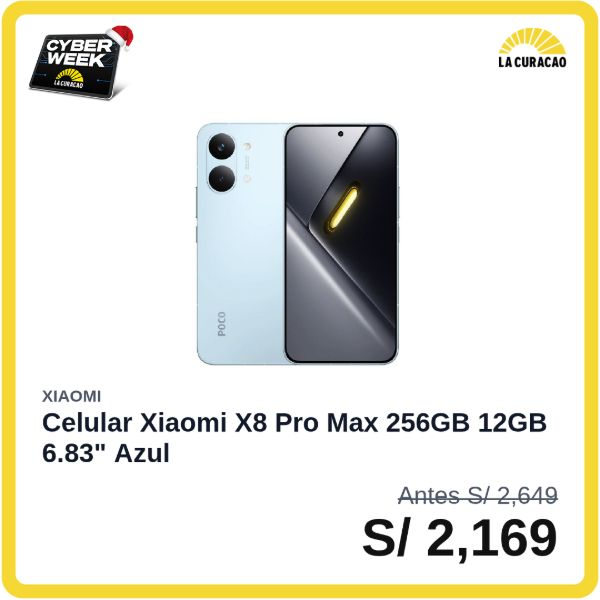 CYBER
WEEK
LA CURACAO
LA CURACAO
POCO
XIAOMI
Celular Xiaomi X8 Pro Max 256GB 12GB
6.83" Azul
Antes S/ 2,649
S/ 2,169